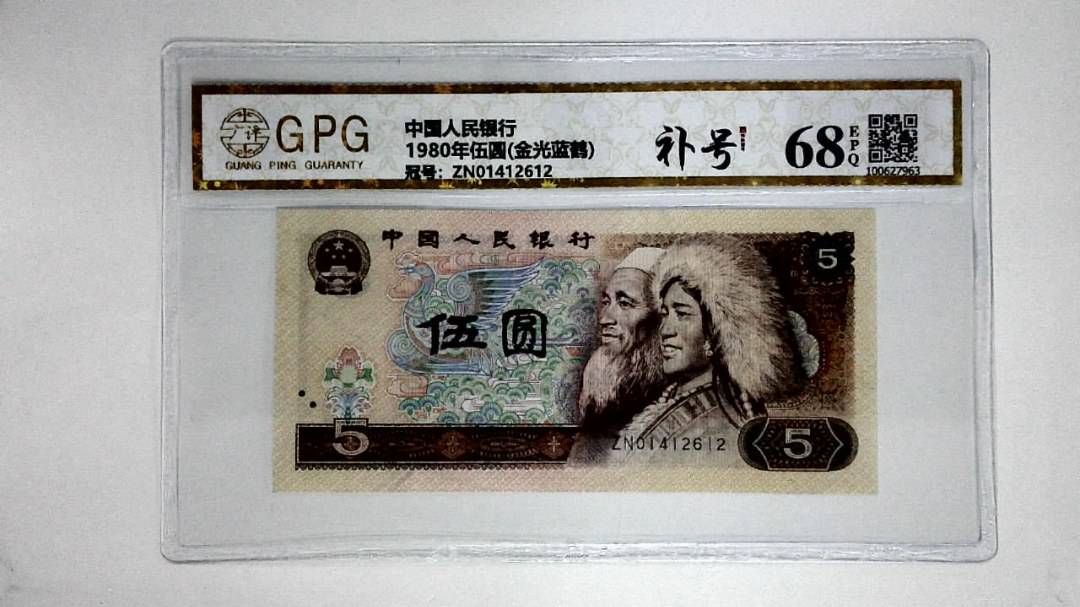 广评
GPG
GUANG PING GUARANTY
中国人民银行
1980年伍圆(金光蓝鹤)
冠号: ZN01412612
补号
68
EPQ
100627963
中国人民银行
5
伍圆
5
ZN01412612
5